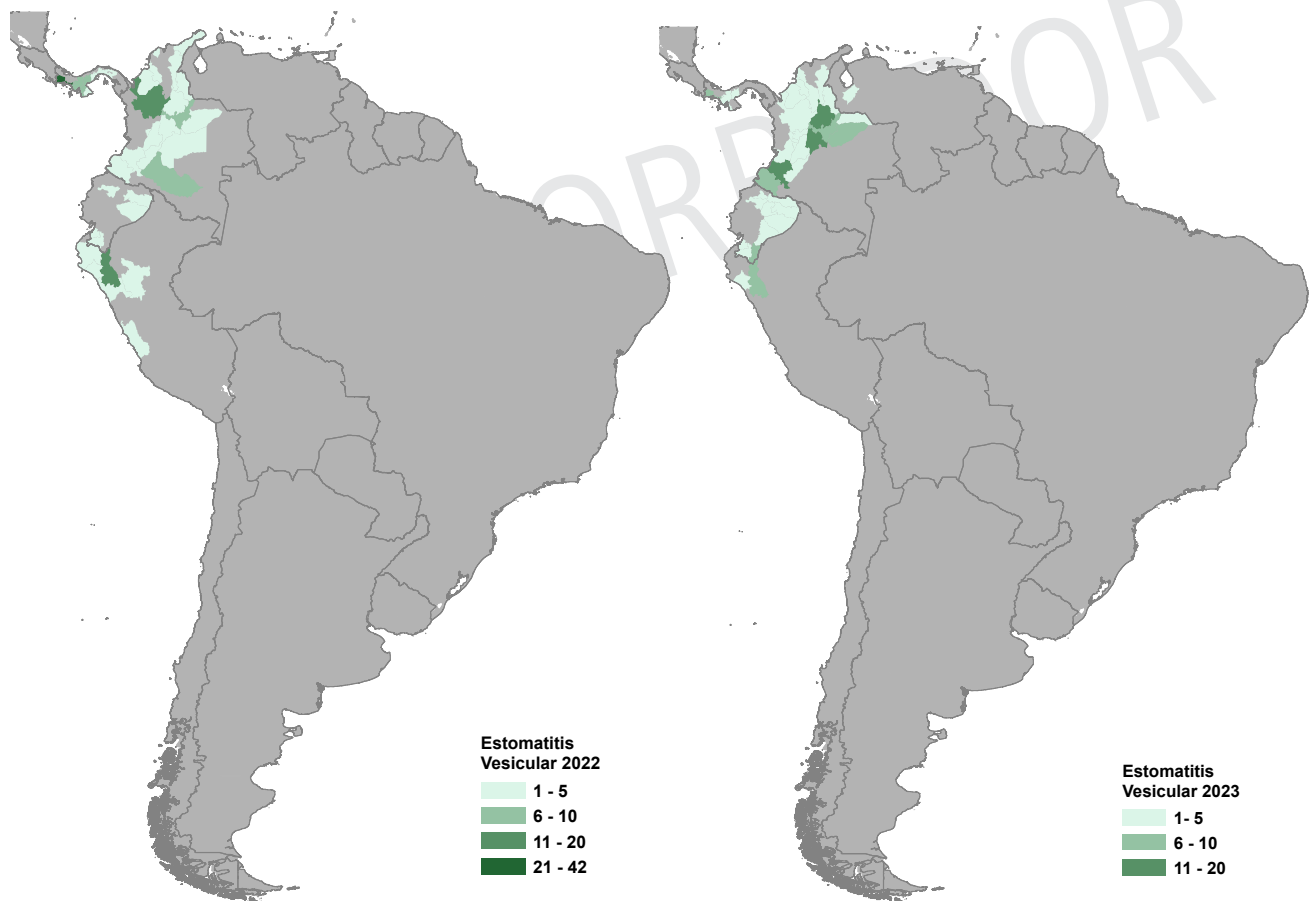 Estomatitis
Vesicular 2022
1 - 5
6 - 10
11 - 20
21 - 42
Estomatitis
Vesicular 2023
1- 5
6 - 10
11 - 20